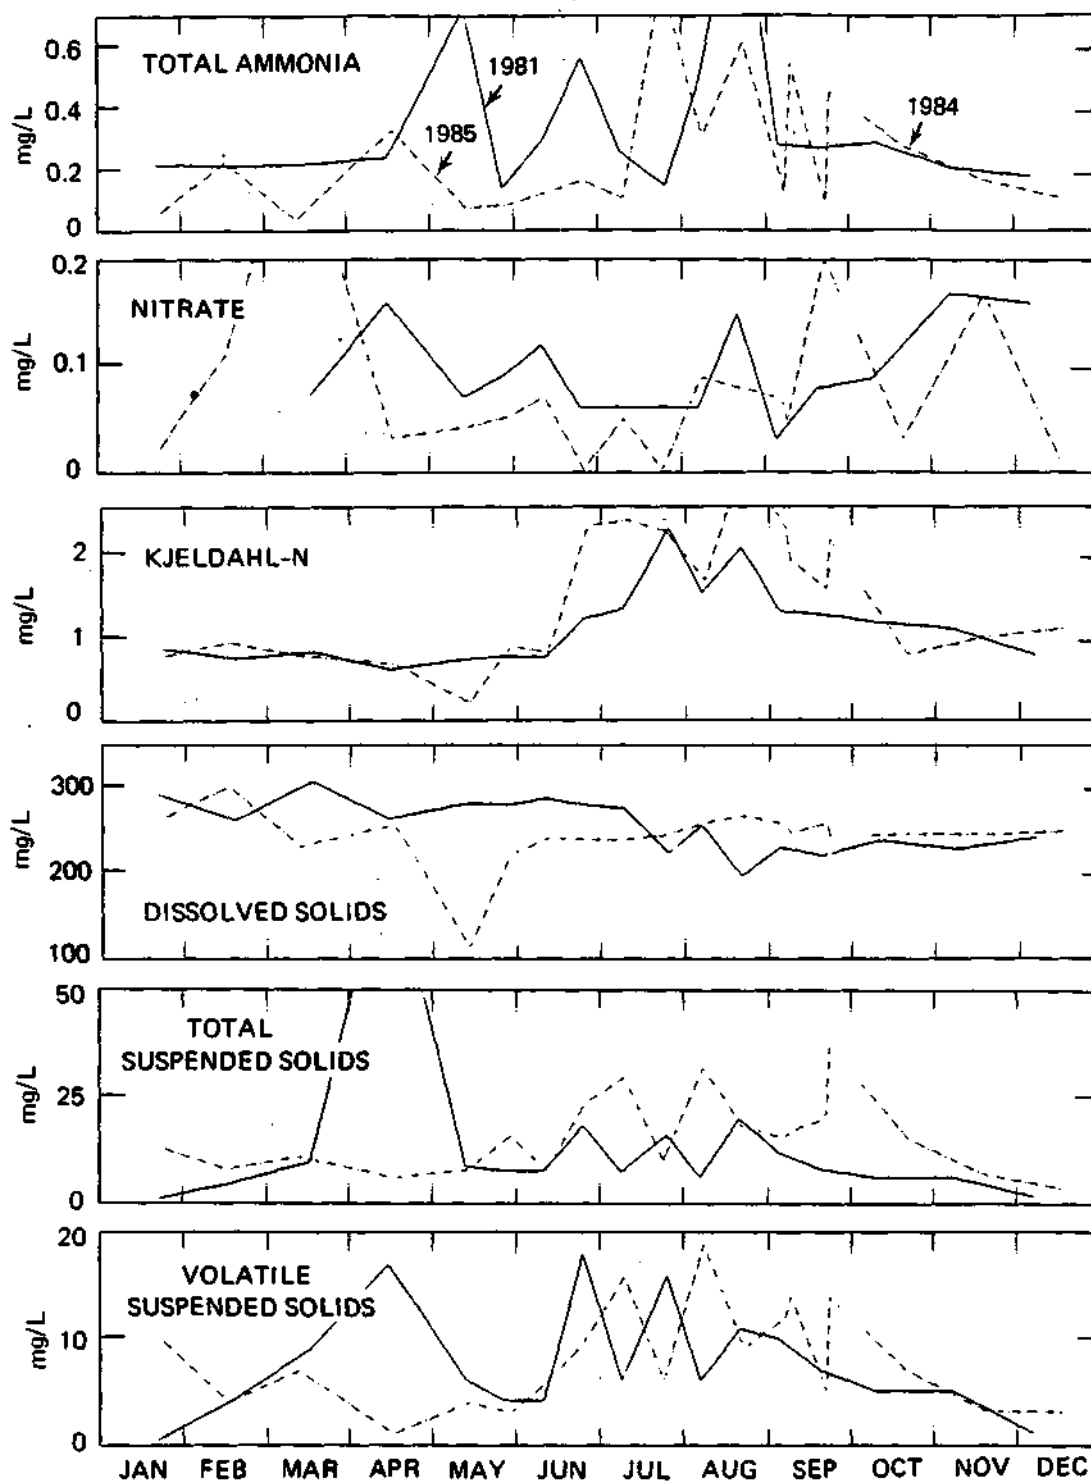 0.6
TOTAL AMMONIA
1981
0.4
1985
1984
mg/L
0.2
0
0.2
NITRATE
mg/L
0.1
0
2
KJELDAHL-N
mg/L
1
0
300
mg/L
200
DISSOLVED SOLIDS
100
50
TOTAL
SUSPENDED SOLIDS
mg/L
25
0
20
VOLATILE
SUSPENDED SOLIDS
mg/L
10
0
JAN FEB MAR APR MAY JUN JUL AUG SEP OCT NOV DEC